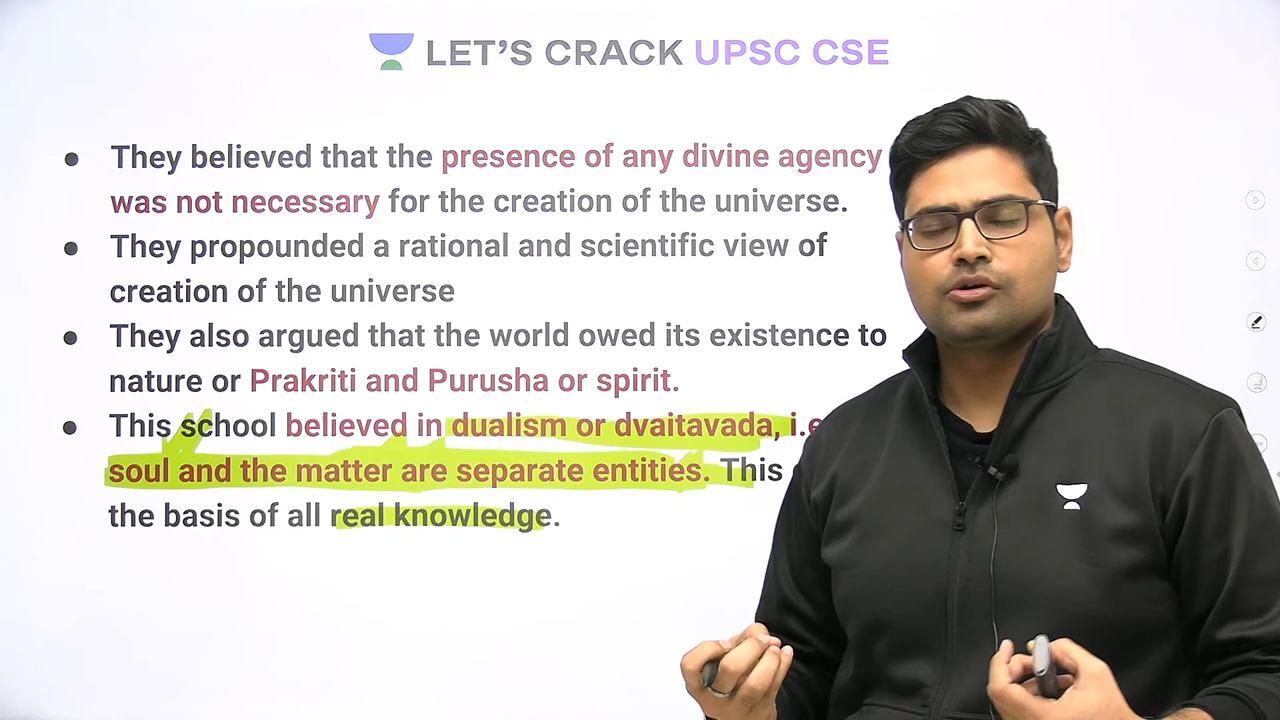 LET'S CRACK UPSC CSE
● They believed that the presence of any divine agency
was not necessary for the creation of the universe.
● They propounded a rational and scientific view of
creation of the universe
● They also argued that the world owed its existence to
nature or Prakriti and Purusha or spirit.
● This school believed in dualism or dvaitavada, i.e
soul and the matter are separate entities. This
the basis of all real knowledge.